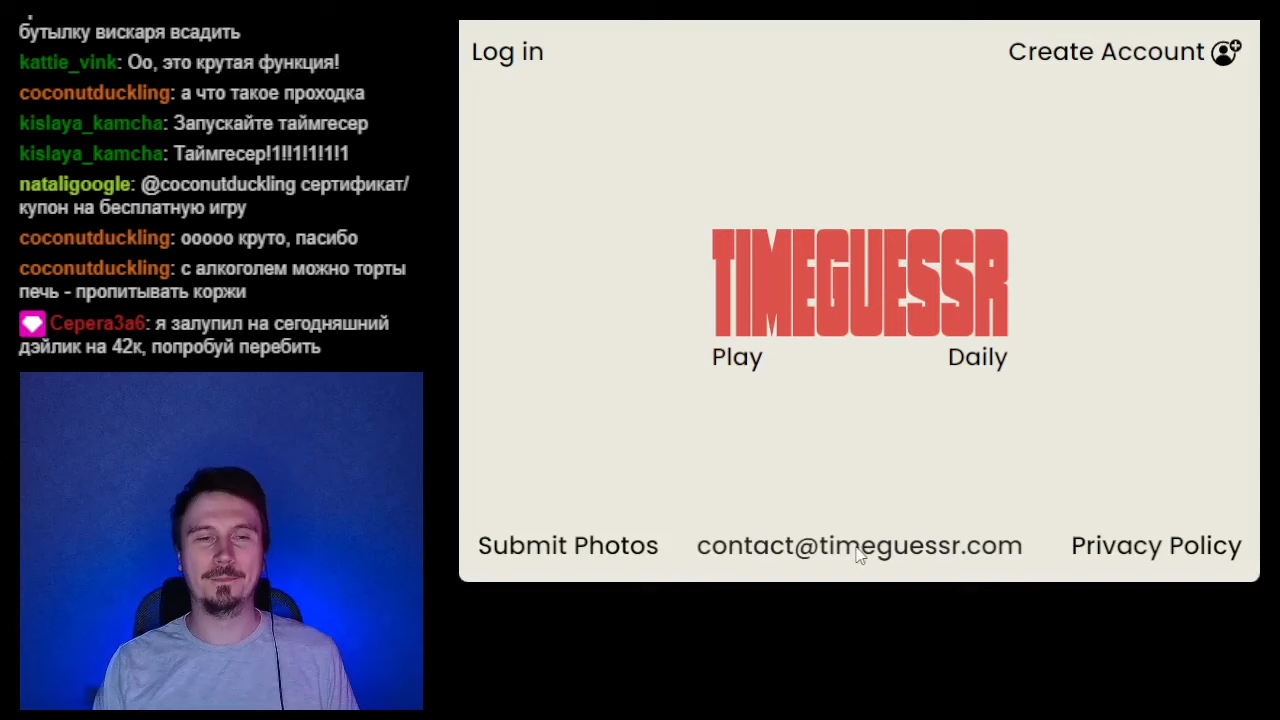 бутылку вискаря всадить
kattie_vink: Оо, это крутая функция!
coconutduckling: а что такое проходка
kislaya_kamcha: Запускайте таймгесер
kislaya_kamcha: Таймгесер!1!!1!1!1!1
nataligoogle: @coconutduckling сертификат/
купон на бесплатную игру
coconutduckling: ооооо круто, пасибо
coconutduckling: с алкоголем можно торты
печь - пропитывать коржи
Cepera3a6: я залупил на сегодняшний
дэйлик на 42к, попробуй перебить
Log in
Create Account
TIMEGUESSR
Play
Daily
Submit Photos
contact@timeguessr.com
Privacy Policy